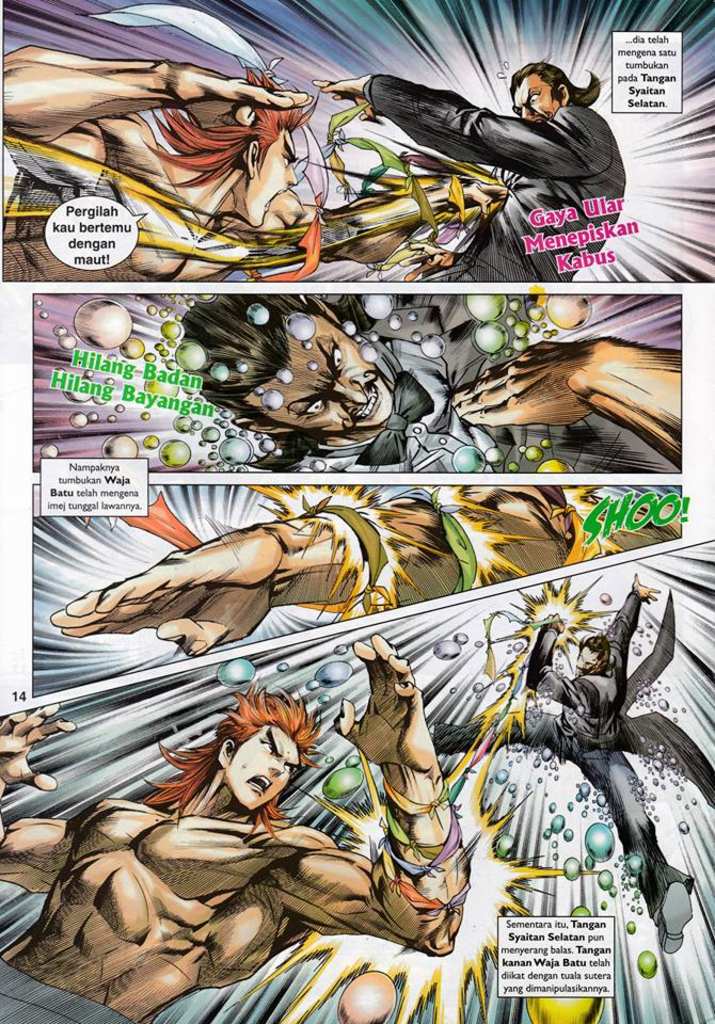 ...dia telah
mengena satu
tumbukan
pada Tangan
Syaitan
Selatan.
Pergilah
kau bertemu
dengan
maut!
Gaya Ular
Menepiskan
Kabus
Hilang Badan
Hilang Bayangan
Nampaknya
tumbukan Waja
Batu telah mengena
imej tunggal lawannya.
SHOO!
14
Sementara itu, Tangan
Syaitan Selatan pun
menyerang balas. Tangan
kanan Waja Batu telah
diikat dengan tuala sutera
yang dimanipulasikannya.